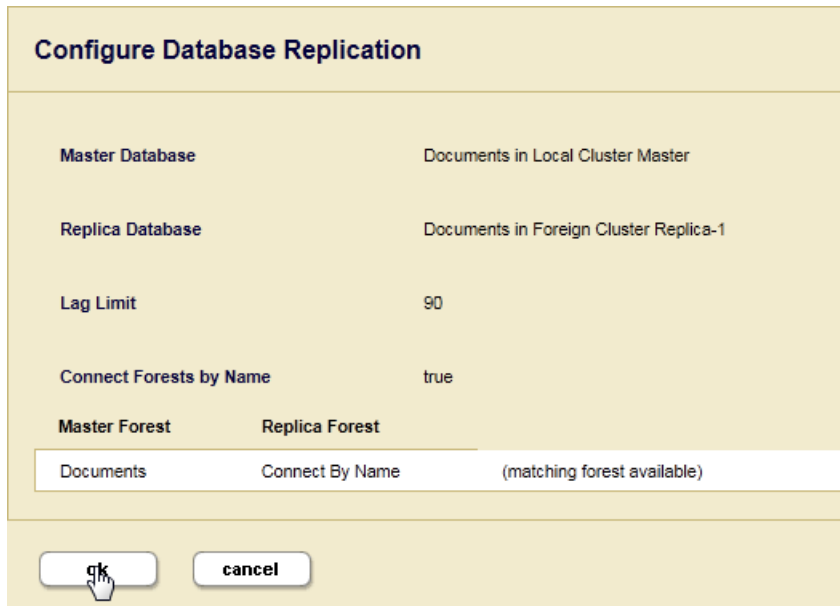 Configure Database Replication
Master Database Documents in Local Cluster Master
Replica Database Documents in Foreign Cluster Replica-1
Lag Limit 90
Connect Forests by Name true
Master Forest Replica Forest
Documents Connect By Name (matching forest available)
ok cancel